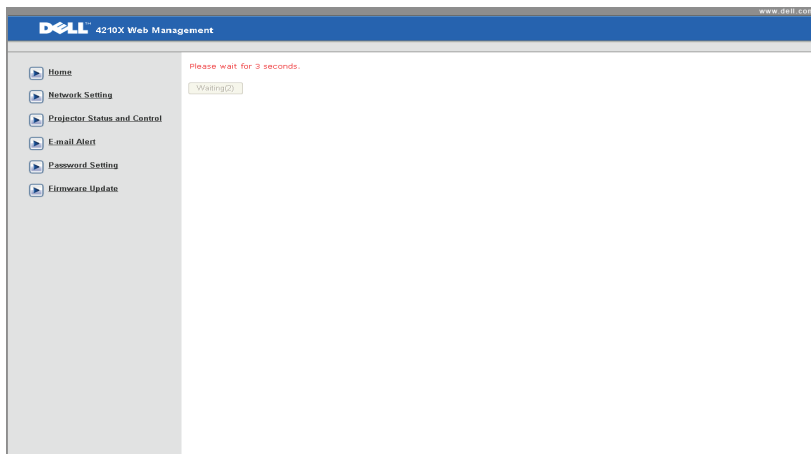 www.dell.com
DELL™ 4210X Web Management
Home
Network Setting
Projector Status and Control
E-mail Alert
Password Setting
Firmware Update
Please wait for 3 seconds.
Waiting(2)